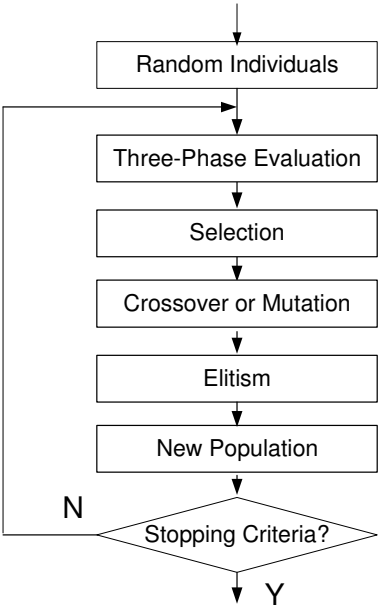 Random Individuals
Three-Phase Evaluation
Selection
Crossover or Mutation
Elitism
New Population
N
Stopping Criteria?
Y